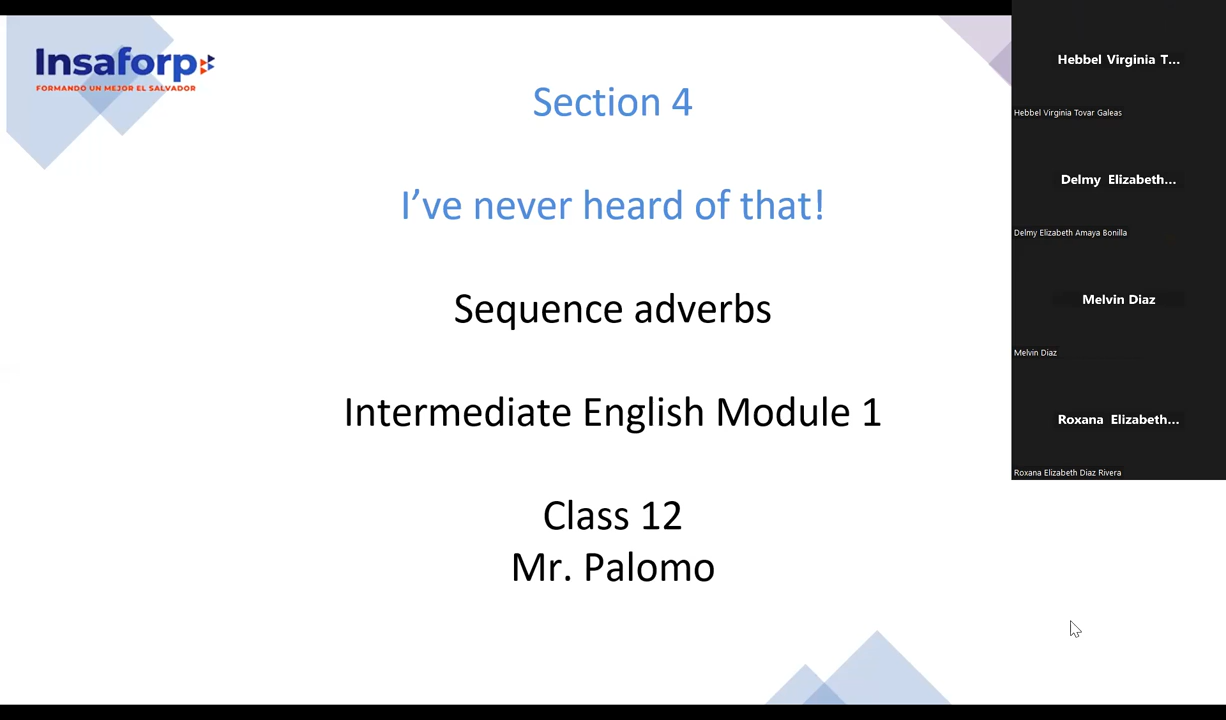 Insaforp
FORMANDO UN MEJOR EL SALVADOR
Section 4
I’ve never heard of that!
Sequence adverbs
Intermediate English Module 1
Class 12
Mr. Palomo
Hebbel Virginia T...
Hebbel Virginia Tovar Galeas
Delmy Elizabeth...
Delmy Elizabeth Amaya Bonilla
Melvin Diaz
Melvin Diaz
Roxana Elizabeth...
Roxana Elizabeth Diaz Rivera